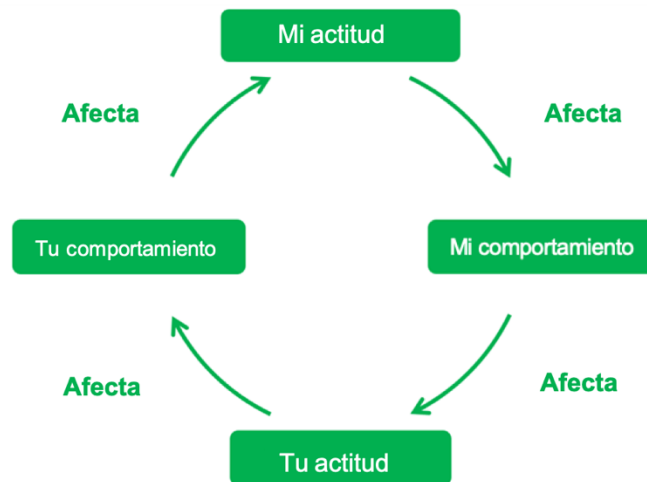 Mi actitud
Afecta
Afecta
Tu comportamiento
Mi comportamiento
Afecta
Afecta
Tu actitud